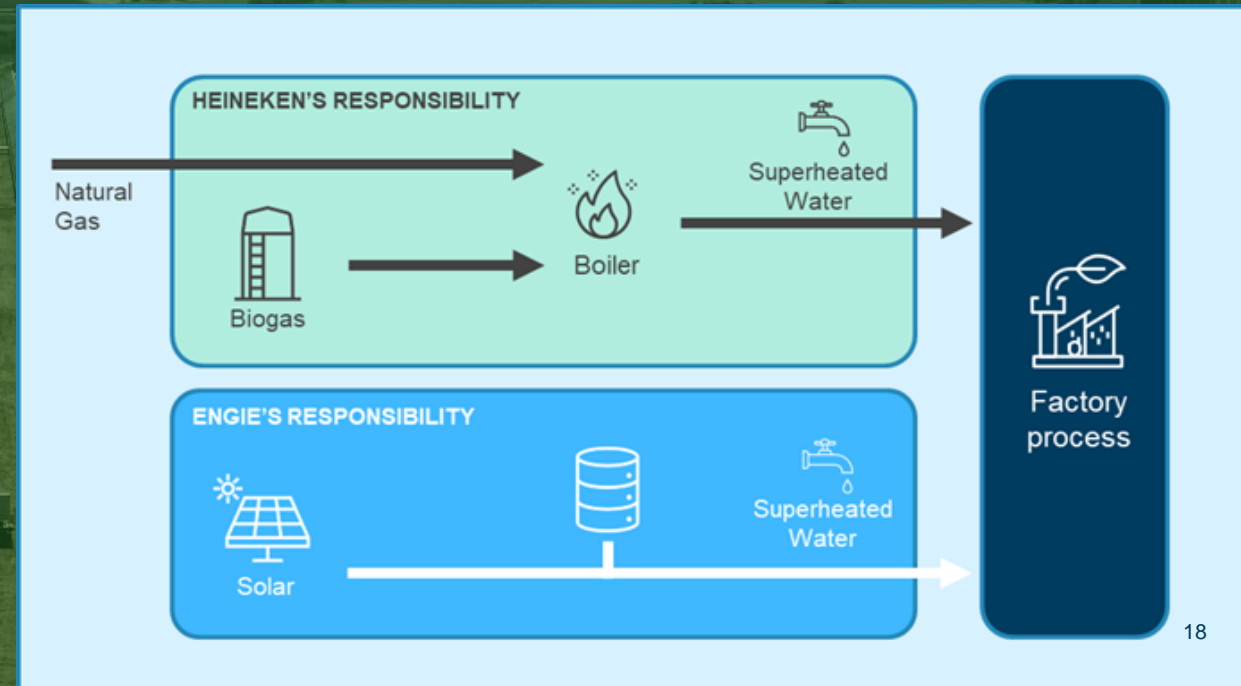 HEINEKEN'S RESPONSIBILITY
Natural
Gas
Biogas
Boiler
Superheated
Water
ENGIE'S RESPONSIBILITY
Solar
Superheated
Water
Factory
process
18